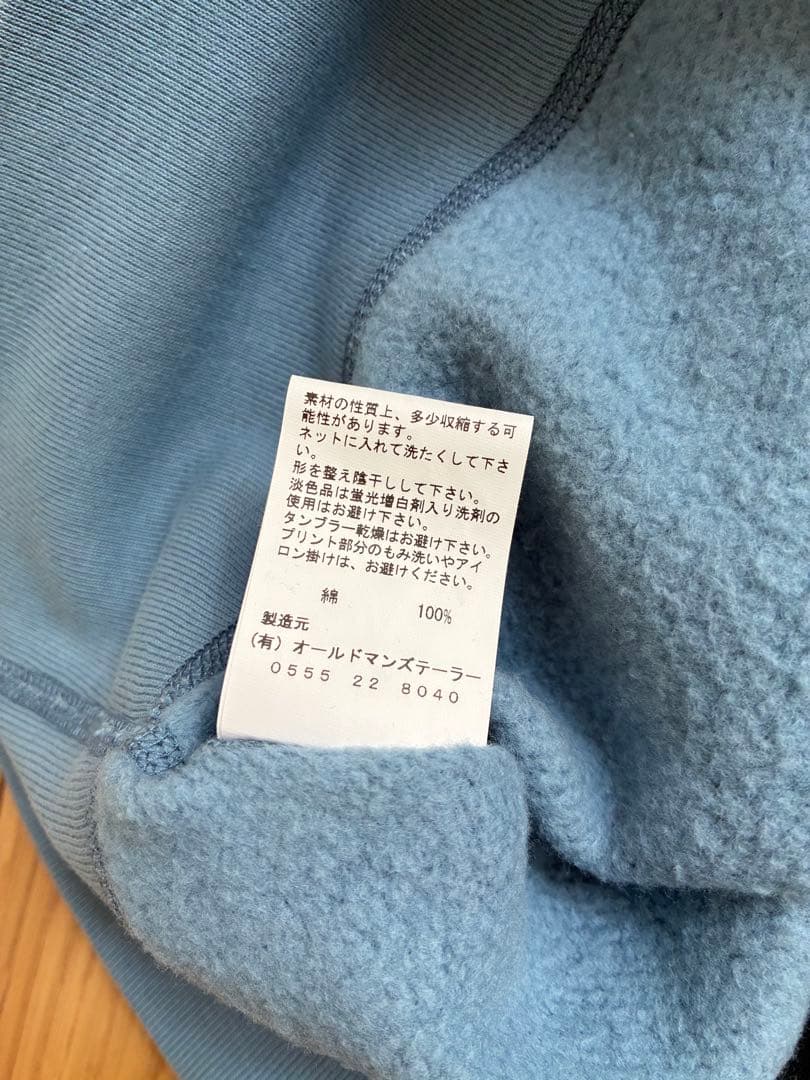 素材の性質上、多少収縮する可
能性があります。
ネットに入れて洗たくして下さ
い。
形を整え陰干しして下さい。
淡色品は蛍光増白剤入り洗剤の
使用はお避け下さい。
タンブラー乾燥はお避け下さい。
プリント部分のもみ洗いやアイ
ロン掛けは、お避けください。
綿 100%
製造元
(有) オールドマンズテーラー
0555 22 8040